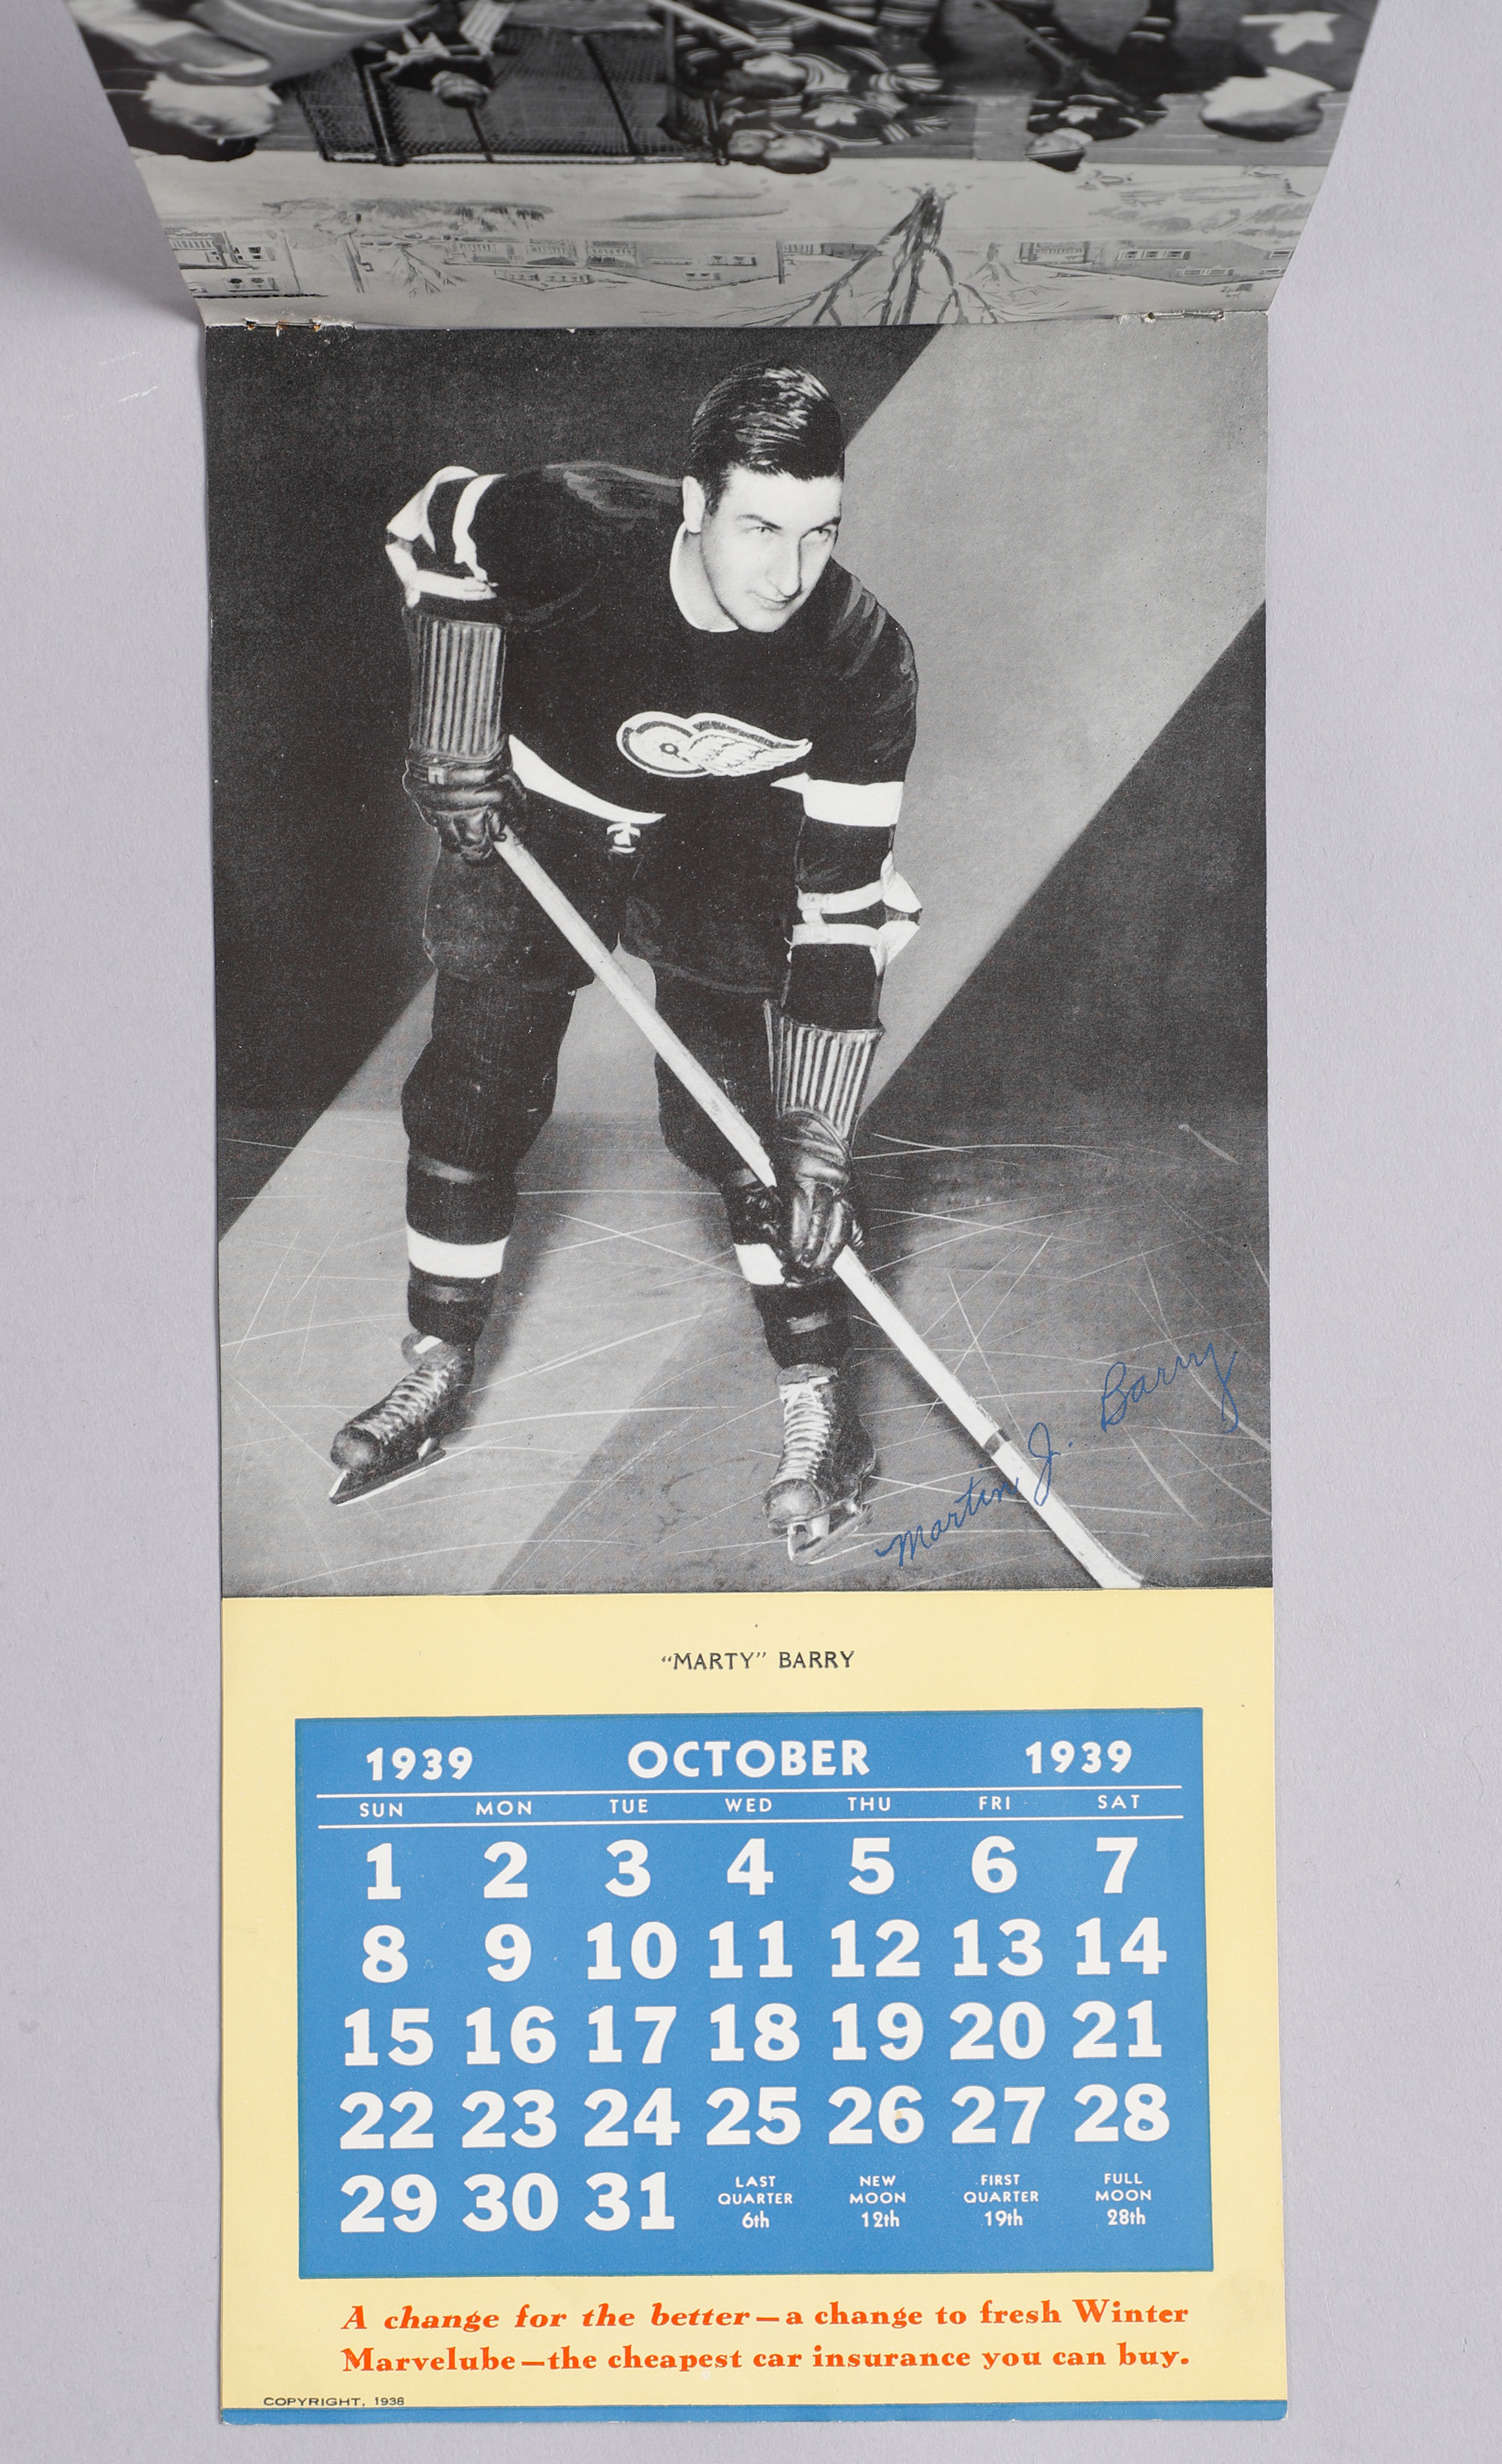 Martin J. Barry
"MARTY" BARRY
1939 OCTOBER 1939
SUN MON TUE WED THU FRI SAT
1 2 3 4 5 6 7
8 9 10 11 12 13 14
15 16 17 18 19 20 21
22 23 24 25 26 27 28
29 30 31 LAST QUARTER 6th NEW MOON 12th FIRST QUARTER 19th FULL MOON 28th
A change for the better—a change to fresh Winter
Marvelube—the cheapest car insurance you can buy.
COPYRIGHT, 1938